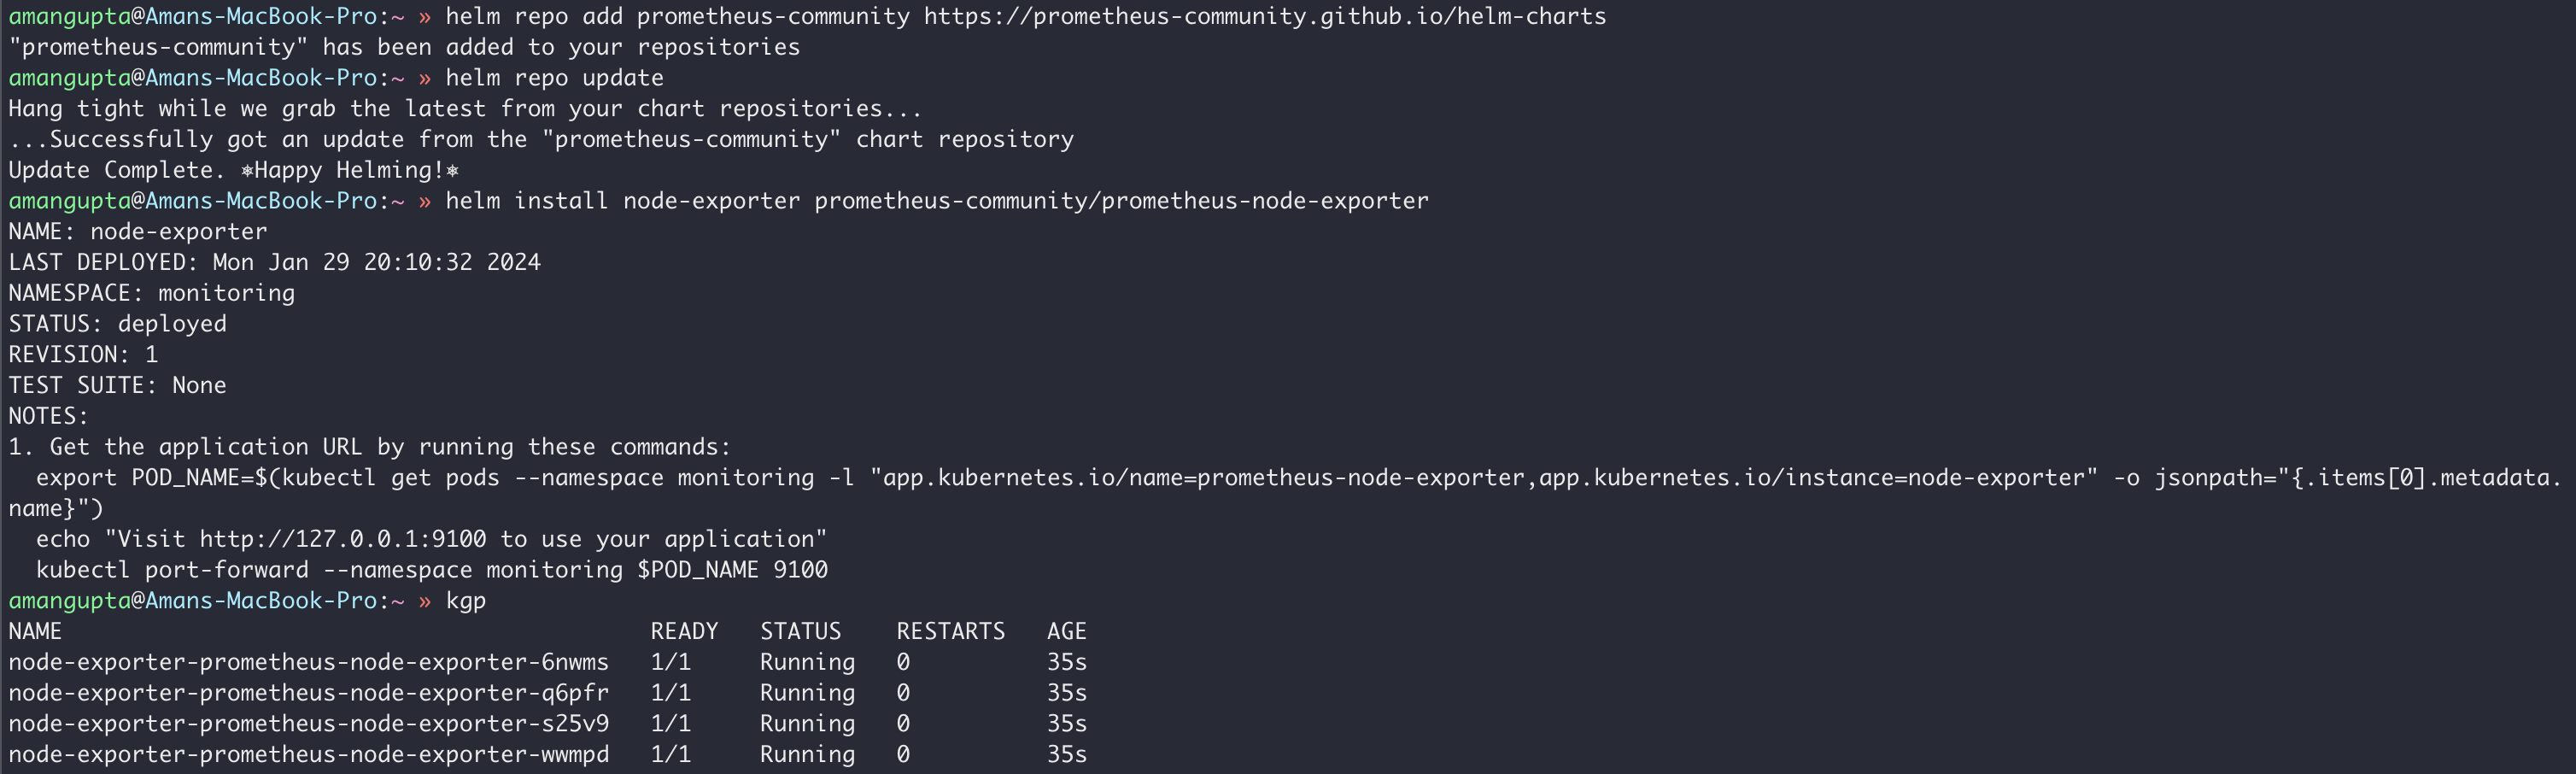 amangupta@Amans-MacBook-Pro:~ » helm repo add prometheus-community https://prometheus-community.github.io/helm-charts
"prometheus-community" has been added to your repositories
amangupta@Amans-MacBook-Pro:~ » helm repo update
Hang tight while we grab the latest from your chart repositories...
...Successfully got an update from the "prometheus-community" chart repository
Update Complete. ⎈Happy Helming!⎈
amangupta@Amans-MacBook-Pro:~ » helm install node-exporter prometheus-community/prometheus-node-exporter
NAME: node-exporter
LAST DEPLOYED: Mon Jan 29 20:10:32 2024
NAMESPACE: monitoring
STATUS: deployed
REVISION: 1
TEST SUITE: None
NOTES:
1. Get the application URL by running these commands:
  export POD_NAME=$(kubectl get pods --namespace monitoring -l "app.kubernetes.io/name=prometheus-node-exporter,app.kubernetes.io/instance=node-exporter" -o jsonpath="{.items[0].metadata.
name}")
  echo "Visit http://127.0.0.1:9100 to use your application"
  kubectl port-forward --namespace monitoring $POD_NAME 9100
amangupta@Amans-MacBook-Pro:~ » kgp
NAME                                           READY   STATUS    RESTARTS   AGE
node-exporter-prometheus-node-exporter-6nwms   1/1     Running   0          35s
node-exporter-prometheus-node-exporter-q6pfr   1/1     Running   0          35s
node-exporter-prometheus-node-exporter-s25v9   1/1     Running   0          35s
node-exporter-prometheus-node-exporter-wwmpd   1/1     Running   0          35s